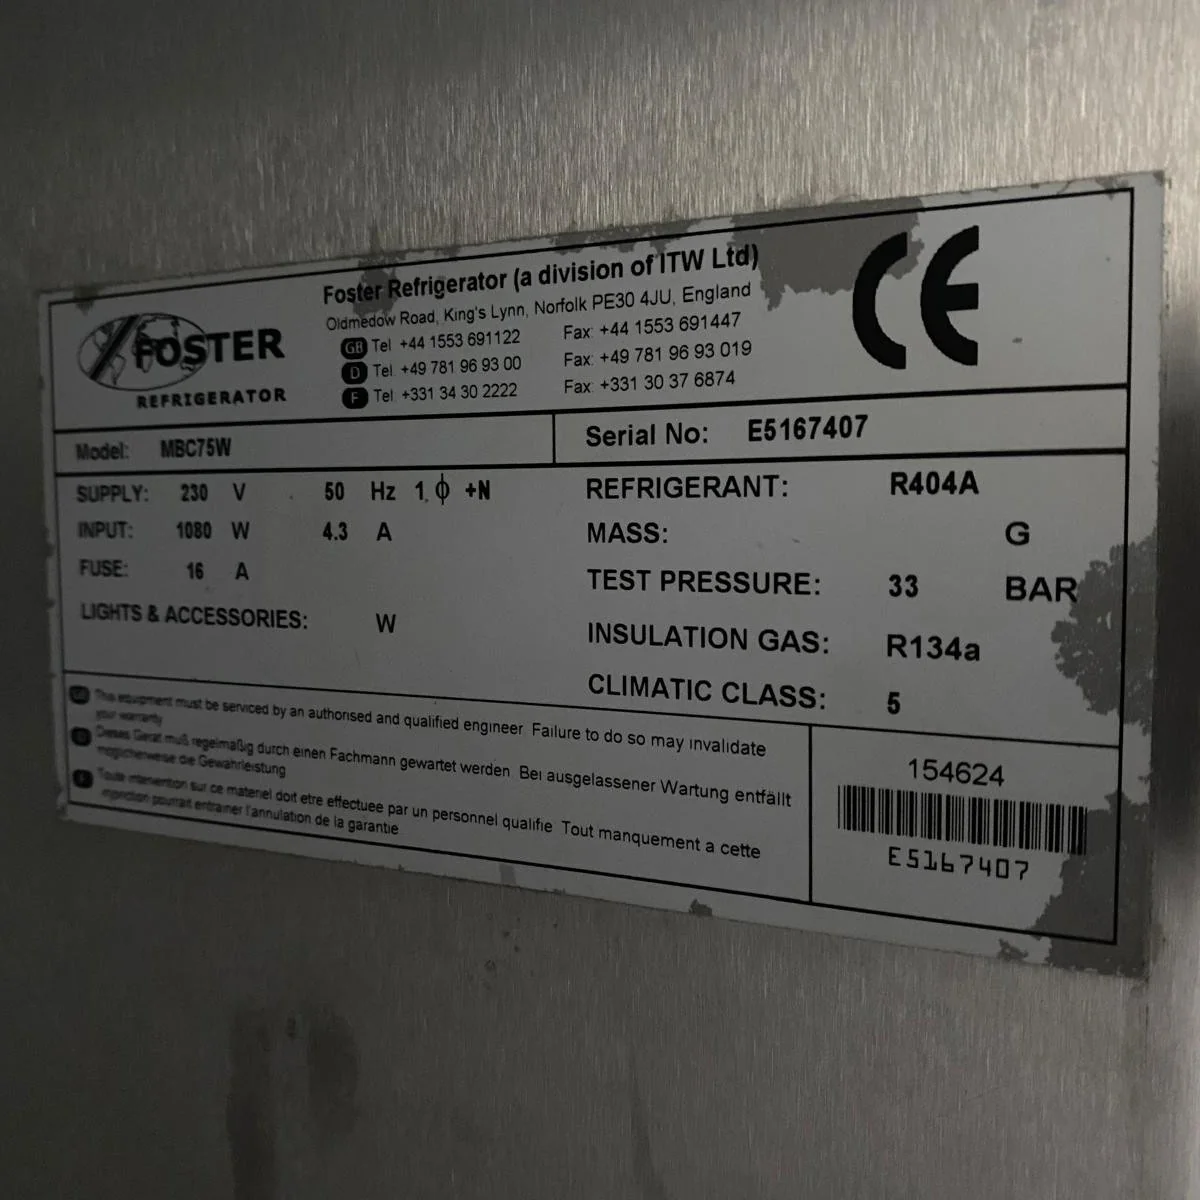 FOSTER
REFRIGERATOR
Foster Refrigerator (a division of ITW Ltd)
Oldmedow Road, King's Lynn, Norfolk PE30 4JU, England
GB Tel +44 1553 691122 Fax: +44 1553 691447
D Tel +49 781 96 93 00 Fax: +49 781 96 93 019
F Tel +331 34 30 2222 Fax: +331 30 37 6874
CE
Model: MBC75W
Serial No: E5167407
SUPPLY: 230 V 50 Hz 1, ϕ +N
INPUT: 1080 W 4.3 A
FUSE: 16 A
LIGHTS & ACCESSORIES: W
REFRIGERANT: R404A
MASS: G
TEST PRESSURE: 33 BAR
INSULATION GAS: R134a
CLIMATIC CLASS: 5
GB This equipment must be serviced by an authorised and qualified engineer Failure to do so may invalidate
your warranty
D Dieses Gerat muß regelmaßig durch einen Fachmann gewartet werden Bei ausgelassener Wartung entfällt
moglicherweise die Gewahrleistung
F Toute intervention sur ce materiel doit etre effectuee par un personnel qualifie Tout manquement a cette
injonction pourrait entrainer l'annulation de la garantie
154624
E5167407